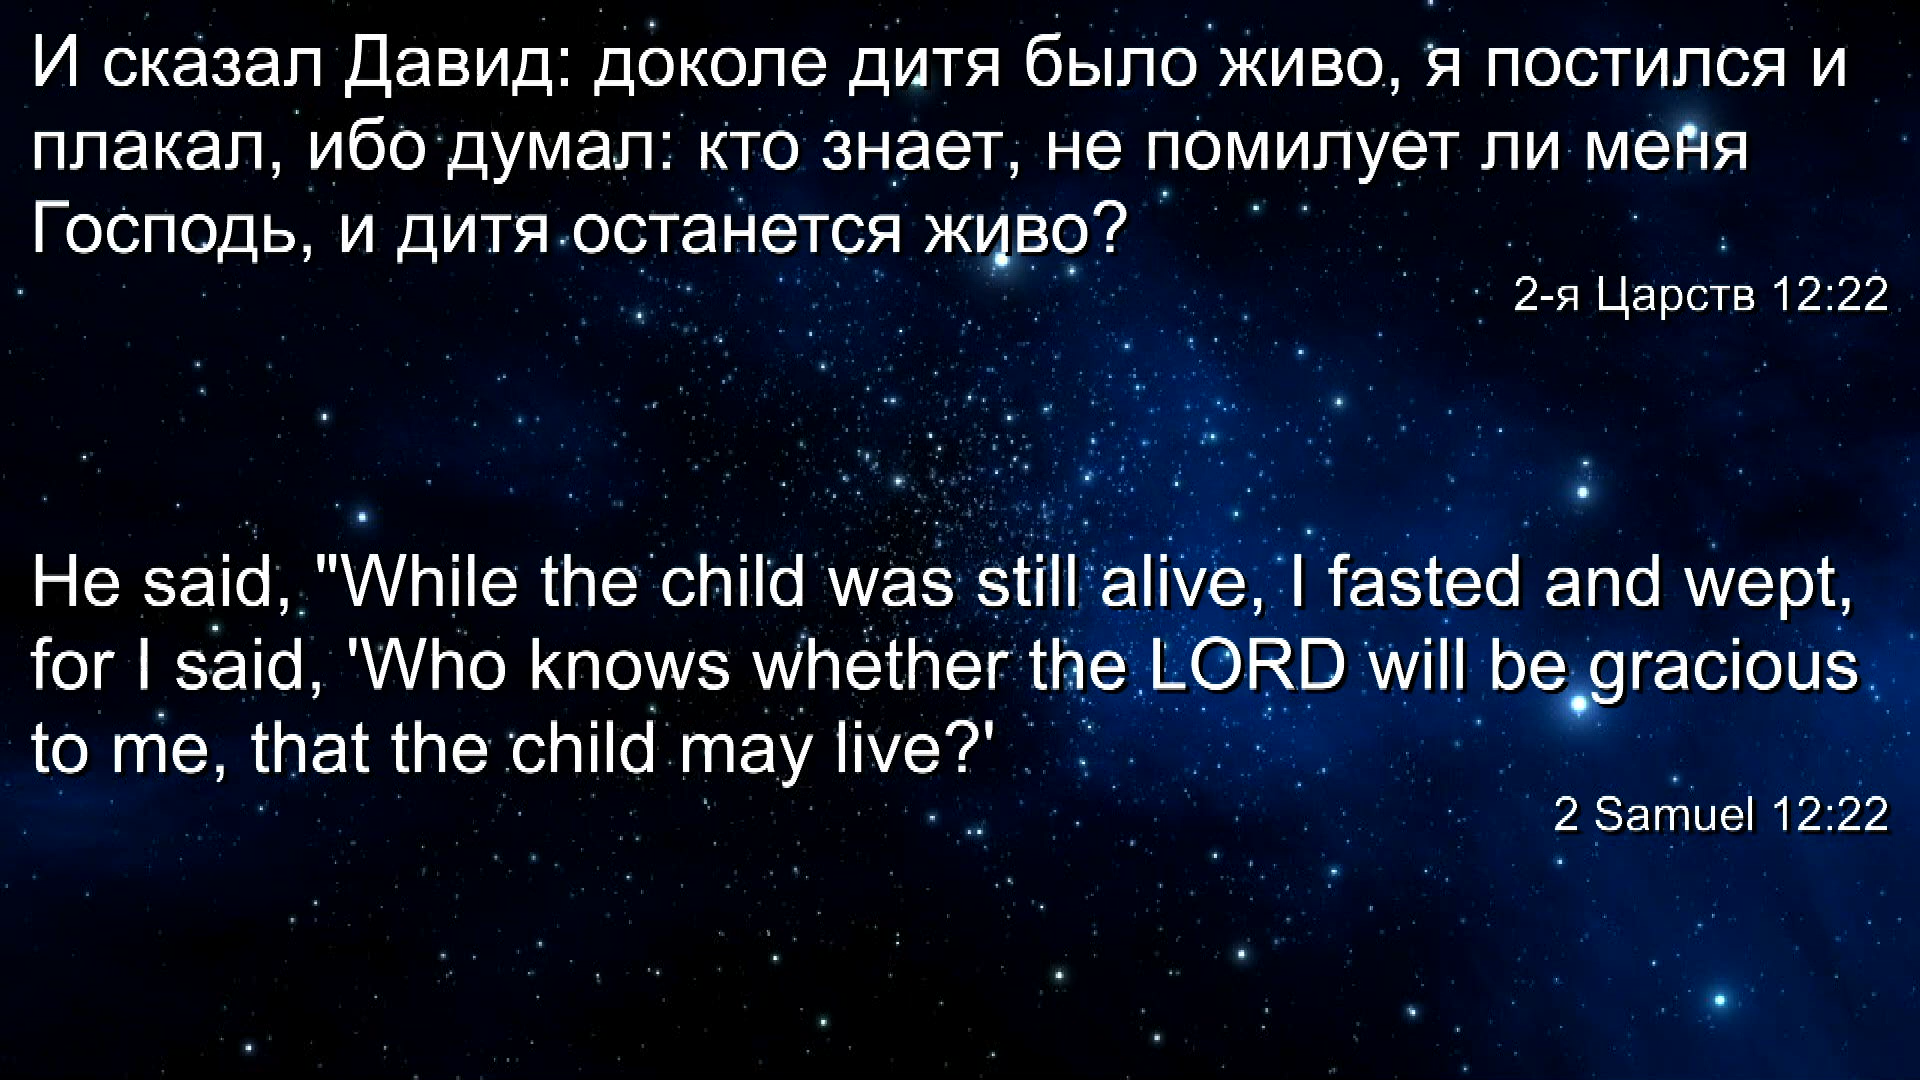 И сказал Давид: доколе дитя было живо, я постился и
плакал, ибо думал: кто знает, не помилует ли меня
Господь, и дитя останется живо?
2-я Царств 12:22
He said, "While the child was still alive, I fasted and wept,
for I said, 'Who knows whether the LORD will be gracious
to me, that the child may live?'
2 Samuel 12:22